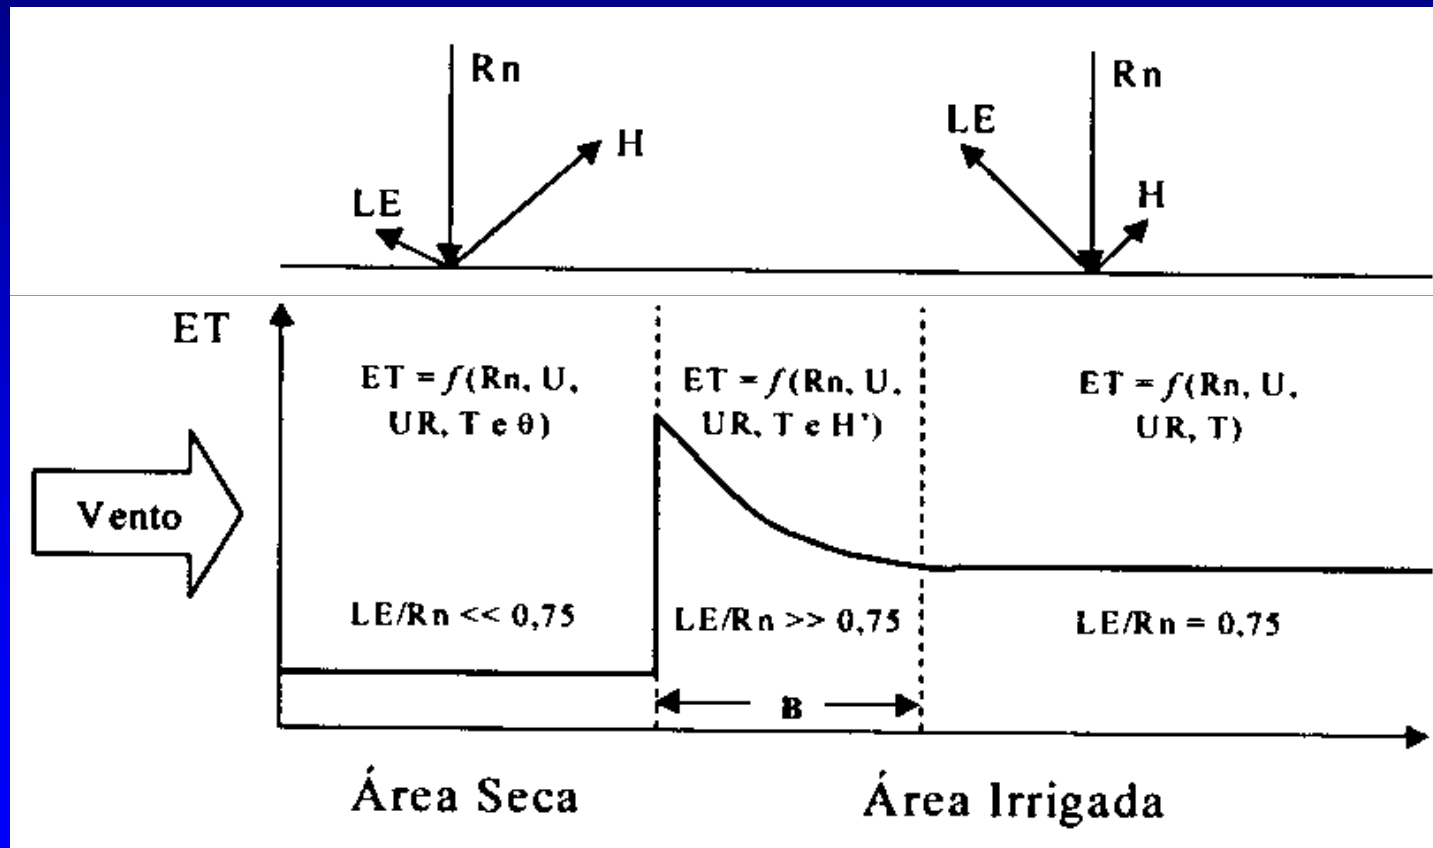 Rn
H
LE
Rn
LE
H
ET
ET = f(Rn, U,
UR, T e θ)
ET = f(Rn, U,
UR, T e H')
ET = f(Rn, U,
UR, T)
Vento
LE/Rn << 0,75
LE/Rn >> 0,75
LE/Rn = 0,75
B
Área Seca
Área Irrigada